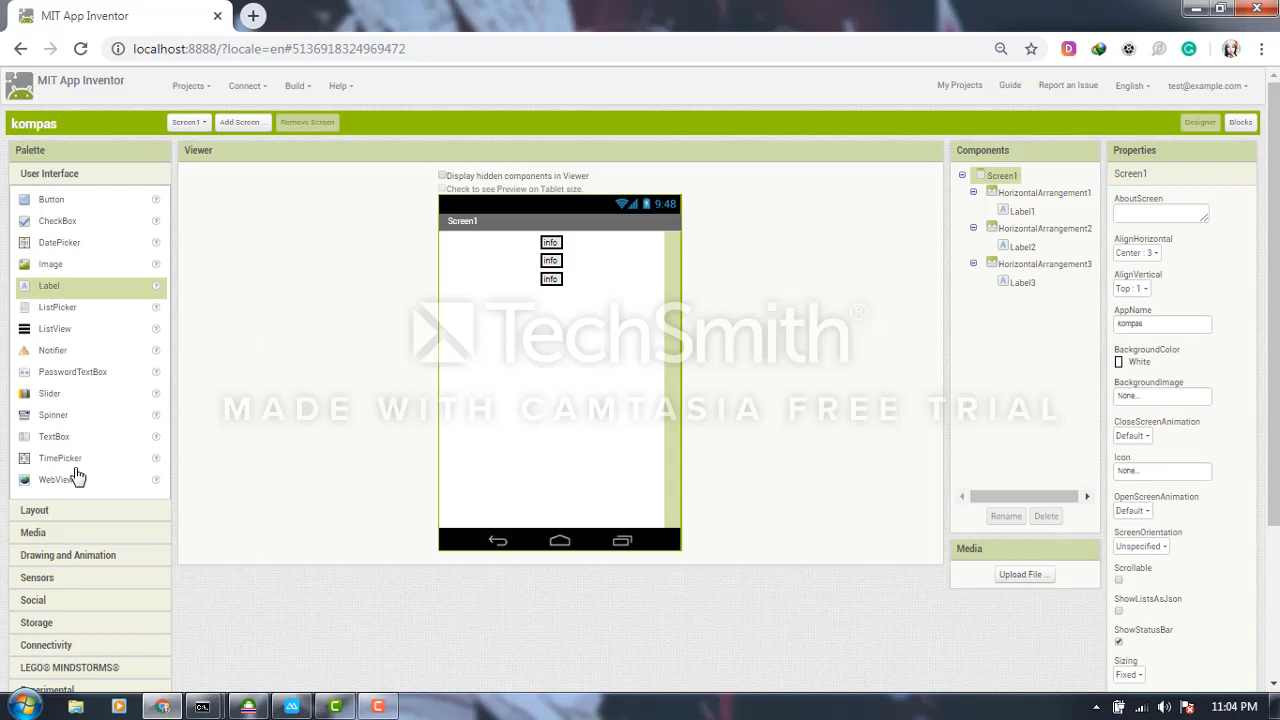 MIT App Inventor
localhost:8888/?locale=en#5136918324969472
MIT App Inventor
Projects
Connect
Build
Help
My Projects
Guide
Report an Issue
English
test@example.com
kompas
Screen1
Add Screen ...
Remove Screen
Designer
Blocks
Palette
User Interface
Button
CheckBox
DatePicker
Image
Label
ListPicker
ListView
Notifier
PasswordTextBox
Slider
Spinner
TextBox
TimePicker
WebView
Layout
Media
Drawing and Animation
Sensors
Social
Storage
Connectivity
LEGO® MINDSTORMS®
Experimental
Viewer
Display hidden components in Viewer
Check to see Preview on Tablet size.
9:48
Screen1
info
info
info
TechSmith®
MADE WITH CAMTASIA FREE TRIAL
Components
Screen1
HorizontalArrangement1
Label1
HorizontalArrangement2
Label2
HorizontalArrangement3
Label3
Rename
Delete
Media
Upload File ...
Properties
Screen1
AboutScreen
AlignHorizontal
Center : 3
AlignVertical
Top : 1
AppName
kompas
BackgroundColor
White
BackgroundImage
None...
CloseScreenAnimation
Default
Icon
None...
OpenScreenAnimation
Default
ScreenOrientation
Unspecified
Scrollable
ShowListsAsJson
ShowStatusBar
Sizing
Fixed
11:04 PM